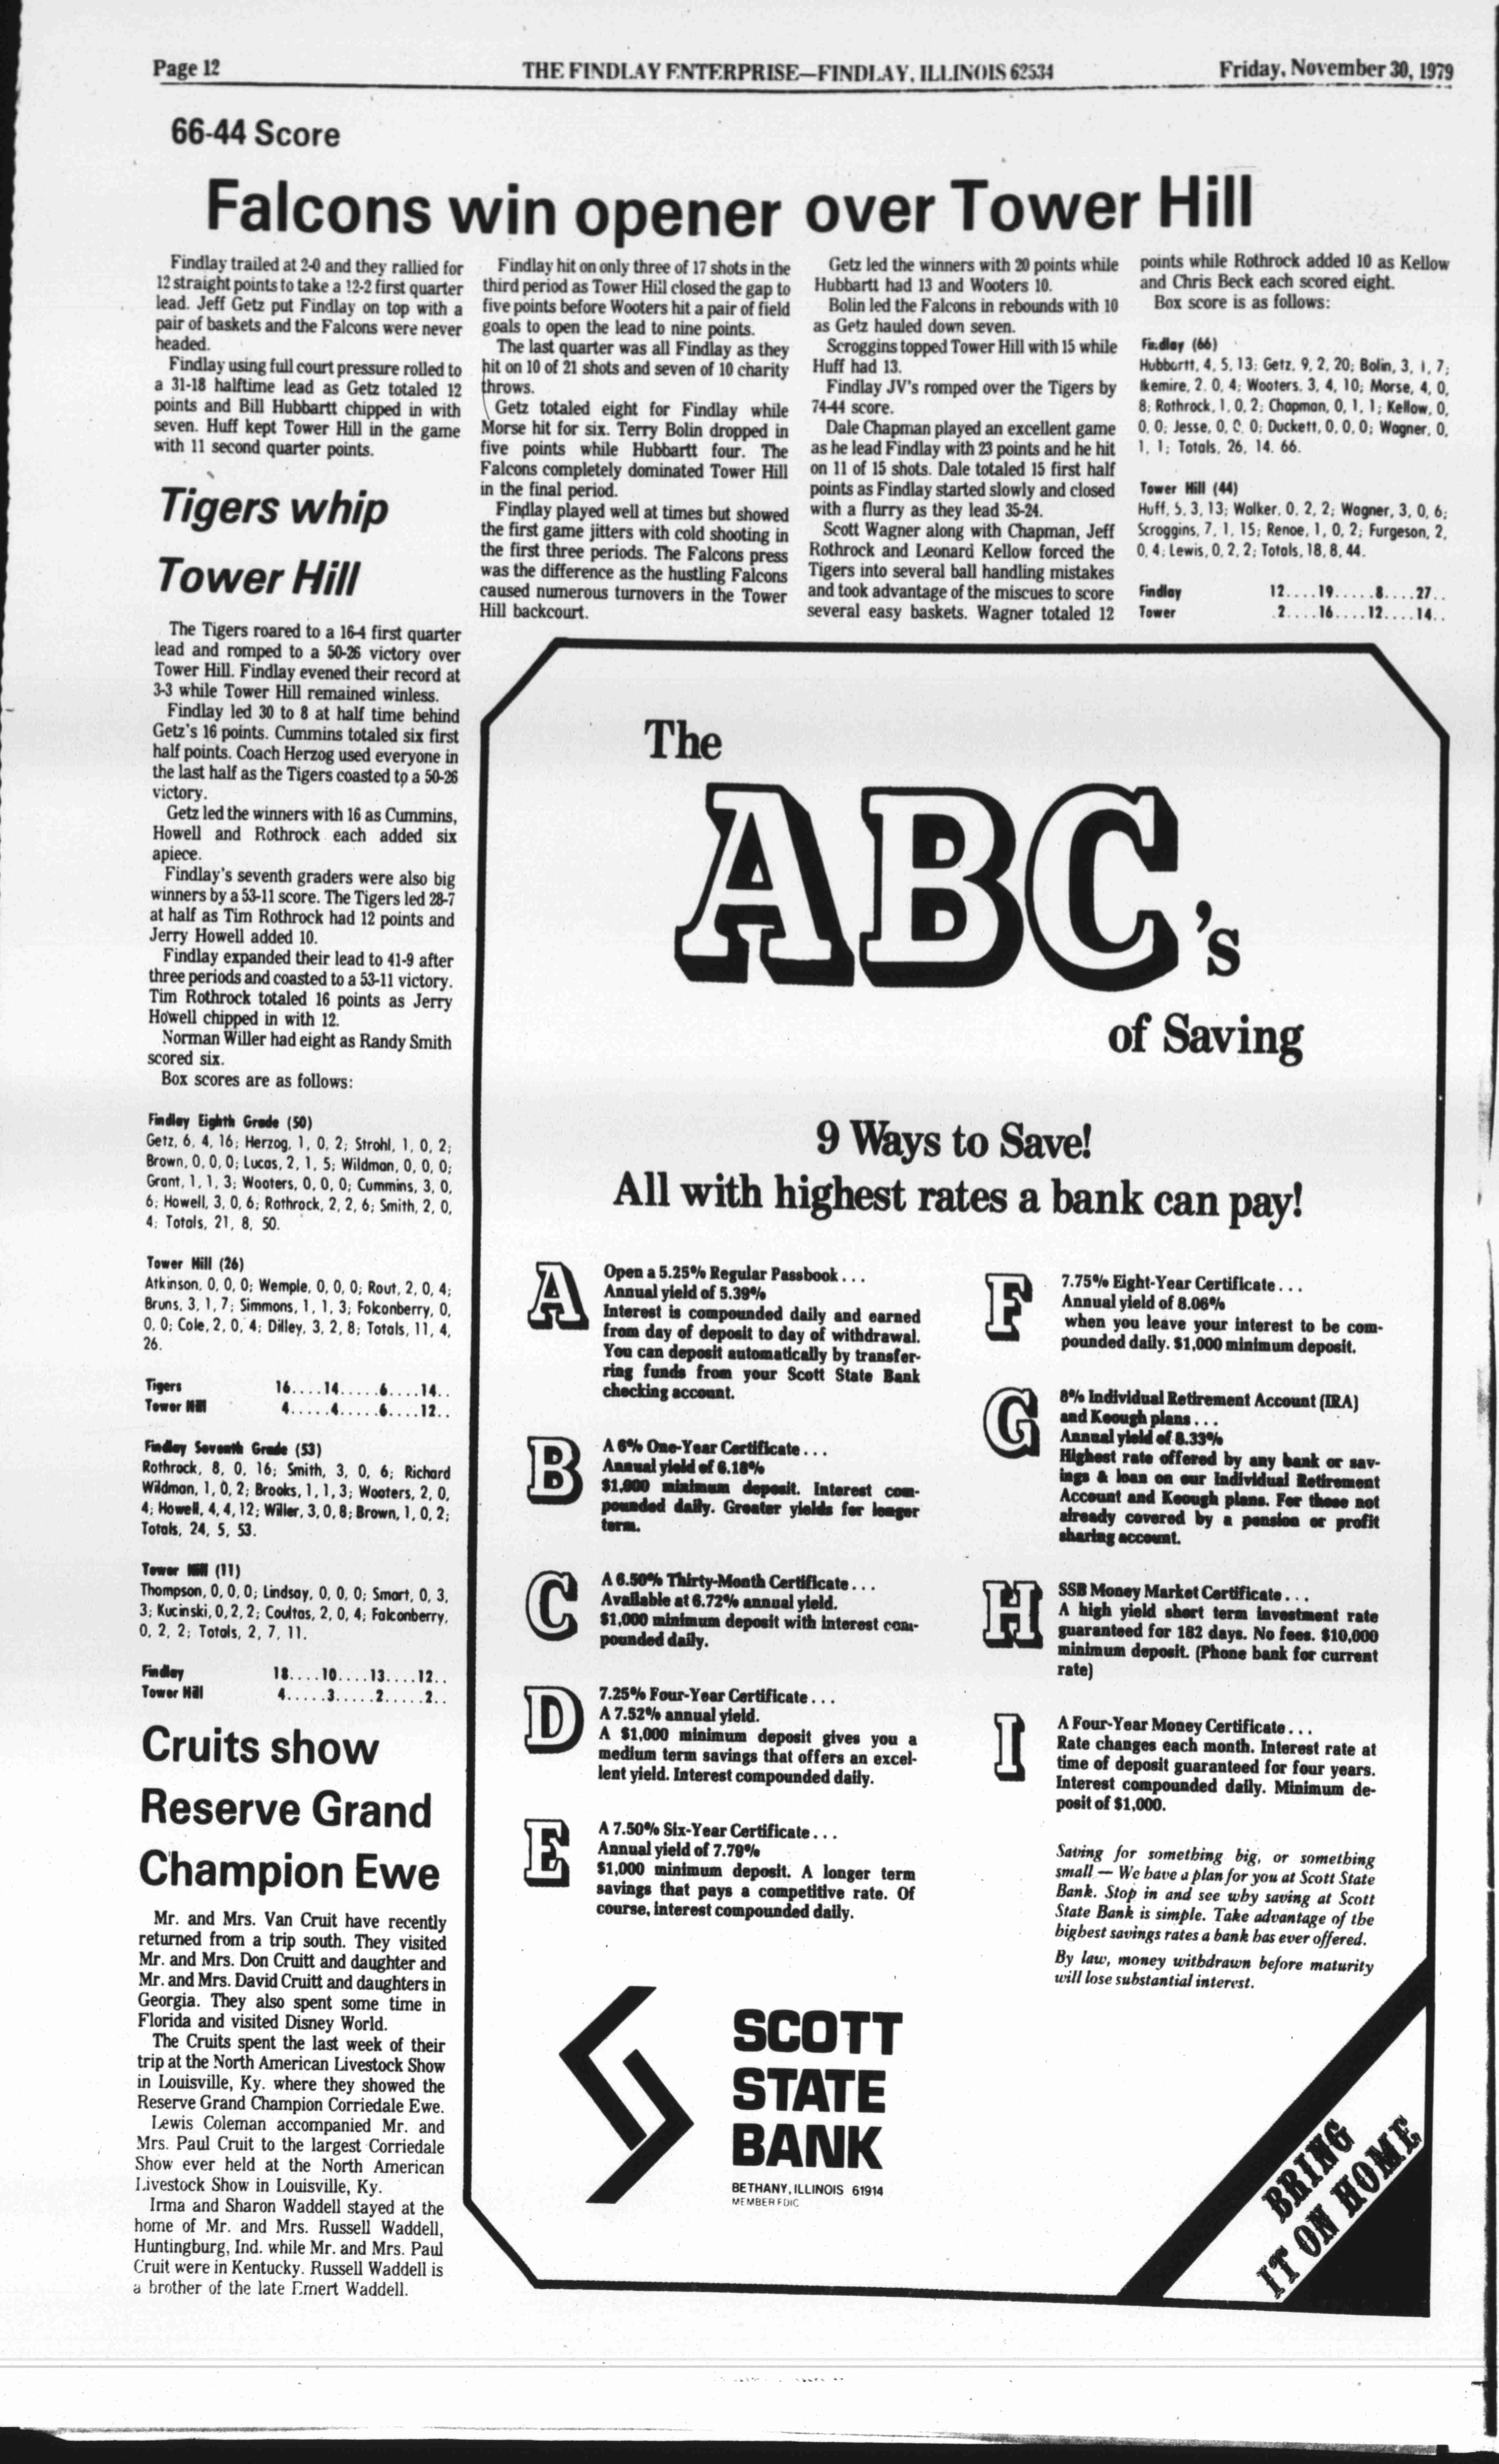 Page 12
THE FINDLAY ENTERPRISE—FINDLAY, ILLINOIS 62534
Friday, November 30, 1979
66-44 Score
Falcons win opener over Tower Hill
Findlay trailed at 2-0 and they rallied for
12 straight points to take a 12-2 first quarter
lead. Jeff Getz put Findlay on top with a
pair of baskets and the Falcons were never
headed.
Findlay using full court pressure rolled to
a 31-18 halftime lead as Getz totaled 12
points and Bill Hubbartt chipped in with
seven. Huff kept Tower Hill in the game
with 11 second quarter points.
Findlay hit on only three of 17 shots in the
third period as Tower Hill closed the gap to
five points before Wooters hit a pair of field
goals to open the lead to nine points.
The last quarter was all Findlay as they
hit on 10 of 21 shots and seven of 10 charity
throws.
Getz totaled eight for Findlay while
Morse hit for six. Terry Bolin dropped in
five points while Hubbartt four. The
Falcons completely dominated Tower Hill
in the final period.
Findlay played well at times but showed
the first game jitters with cold shooting in
the first three periods. The Falcons press
was the difference as the hustling Falcons
caused numerous turnovers in the Tower
Hill backcourt.
Getz led the winners with 20 points while
Hubbartt had 13 and Wooters 10.
Bolin led the Falcons in rebounds with 10
as Getz hauled down seven.
Scroggins topped Tower Hill with 15 while
Huff had 13.
Findlay JV's romped over the Tigers by
74-44 score.
Dale Chapman played an excellent game
as he lead Findlay with 23 points and he hit
on 11 of 15 shots. Dale totaled 15 first half
points as Findlay started slowly and closed
with a flurry as they lead 35-24.
Scott Wagner along with Chapman, Jeff
Rothrock and Leonard Kellow forced the
Tigers into several ball handling mistakes
and took advantage of the miscues to score
several easy baskets. Wagner totaled 12
points while Rothrock added 10 as Kellow
and Chris Beck each scored eight.
Box score is as follows:
Findlay (66)
Hubbartt, 4, 5, 13; Getz, 9, 2, 20; Bolin, 3, 1, 7;
Ikemire, 2, 0, 4; Wooters, 3, 4, 10; Morse, 4, 0,
8; Rothrock, 1, 0, 2; Chapman, 0, 1, 1; Kellow, 0,
0, 0; Jesse, 0, 0, 0; Duckett, 0, 0, 0; Wagner, 0,
1, 1; Totals, 26, 14, 66.
Tower Hill (44)
Huff, 5, 3, 13; Walker, 0, 2, 2; Wagner, 3, 0, 6;
Scroggins, 7, 1, 15; Renoe, 1, 0, 2; Furgeson, 2,
0, 4; Lewis, 0, 2, 2; Totals, 18, 8, 44.
Findlay 12....19.....8....27..
Tower 2....16....12....14..
Tigers whip
Tower Hill
The Tigers roared to a 16-4 first quarter
lead and romped to a 50-26 victory over
Tower Hill. Findlay evened their record at
3-3 while Tower Hill remained winless.
Findlay led 30 to 8 at half time behind
Getz's 16 points. Cummins totaled six first
half points. Coach Herzog used everyone in
the last half as the Tigers coasted to a 50-26
victory.
Getz led the winners with 16 as Cummins,
Howell and Rothrock each added six
apiece.
Findlay's seventh graders were also big
winners by a 53-11 score. The Tigers led 28-7
at half as Tim Rothrock had 12 points and
Jerry Howell added 10.
Findlay expanded their lead to 41-9 after
three periods and coasted to a 53-11 victory.
Tim Rothrock totaled 16 points as Jerry
Howell chipped in with 12.
Norman Willer had eight as Randy Smith
scored six.
Box scores are as follows:
Findlay Eighth Grade (50)
Getz, 6, 4, 16; Herzog, 1, 0, 2; Strohl, 1, 0, 2;
Brown, 0, 0, 0; Lucas, 2, 1, 5; Wildman, 0, 0, 0;
Grant, 1, 1, 3; Wooters, 0, 0, 0; Cummins, 3, 0,
6; Howell, 3, 0, 6; Rothrock, 2, 2, 6; Smith, 2, 0,
4; Totals, 21, 8, 50.
Tower Hill (26)
Atkinson, 0, 0, 0; Wemple, 0, 0, 0; Rout, 2, 0, 4;
Bruns, 3, 1, 7; Simmons, 1, 1, 3; Folconberry, 0,
0, 0; Cole, 2, 0, 4; Dilley, 3, 2, 8; Totals, 11, 4,
26.
Tigers 16....14.....6....14..
Tower Hill 4.....4.....6....12..
Findlay Seventh Grade (53)
Rothrock, 8, 0, 16; Smith, 3, 0, 6; Richard
Wildman, 1, 0, 2; Brooks, 1, 1, 3; Wooters, 2, 0,
4; Howell, 4, 4, 12; Willer, 3, 0, 8; Brown, 1, 0, 2;
Totals, 24, 5, 53.
Tower Hill (11)
Thompson, 0, 0, 0; Lindsay, 0, 0, 0; Smart, 0, 3,
3; Kucinski, 0, 2, 2; Coultas, 2, 0, 4; Falconberry,
0, 2, 2; Totals, 2, 7, 11.
Findlay 18....10....13....12..
Tower Hill 4.....3.....2.....2..
Cruits show
Reserve Grand
Champion Ewe
Mr. and Mrs. Van Cruit have recently
returned from a trip south. They visited
Mr. and Mrs. Don Cruitt and daughter and
Mr. and Mrs. David Cruitt and daughters in
Georgia. They also spent some time in
Florida and visited Disney World.
The Cruits spent the last week of their
trip at the North American Livestock Show
in Louisville, Ky. where they showed the
Reserve Grand Champion Corriedale Ewe.
Lewis Coleman accompanied Mr. and
Mrs. Paul Cruit to the largest Corriedale
Show ever held at the North American
Livestock Show in Louisville, Ky.
Irma and Sharon Waddell stayed at the
home of Mr. and Mrs. Russell Waddell,
Huntingburg, Ind. while Mr. and Mrs. Paul
Cruit were in Kentucky. Russell Waddell is
a brother of the late Emert Waddell.
The
ABC's
of Saving
9 Ways to Save!
All with highest rates a bank can pay!
A
Open a 5.25% Regular Passbook...
Annual yield of 5.39%
Interest is compounded daily and earned
from day of deposit to day of withdrawal.
You can deposit automatically by transfer-
ring funds from your Scott State Bank
checking account.
B
A 6% One-Year Certificate...
Annual yield of 6.18%
$1,000 minimum deposit. Interest com-
pounded daily. Greater yields for longer
term.
C
A 6.50% Thirty-Month Certificate...
Available at 6.72% annual yield.
$1,000 minimum deposit with interest com-
pounded daily.
D
7.25% Four-Year Certificate...
A 7.52% annual yield.
A $1,000 minimum deposit gives you a
medium term savings that offers an excel-
lent yield. Interest compounded daily.
E
A 7.50% Six-Year Certificate...
Annual yield of 7.79%
$1,000 minimum deposit. A longer term
savings that pays a competitive rate. Of
course, interest compounded daily.
F
7.75% Eight-Year Certificate...
Annual yield of 8.06%
when you leave your interest to be com-
pounded daily. $1,000 minimum deposit.
G
8% Individual Retirement Account (IRA)
and Keough plans...
Annual yield of 8.33%
Highest rate offered by any bank or sav-
ings & loan on our Individual Retirement
Account and Keough plans. For those not
already covered by a pension or profit
sharing account.
H
SSB Money Market Certificate...
A high yield short term investment rate
guaranteed for 182 days. No fees. $10,000
minimum deposit. (Phone bank for current
rate)
I
A Four-Year Money Certificate...
Rate changes each month. Interest rate at
time of deposit guaranteed for four years.
Interest compounded daily. Minimum de-
posit of $1,000.
Saving for something big, or something
small — We have a plan for you at Scott State
Bank. Stop in and see why saving at Scott
State Bank is simple. Take advantage of the
highest savings rates a bank has ever offered.
By law, money withdrawn before maturity
will lose substantial interest.
SCOTT
STATE
BANK
BETHANY, ILLINOIS 61914
MEMBER FDIC
BRING
IT ON HOME